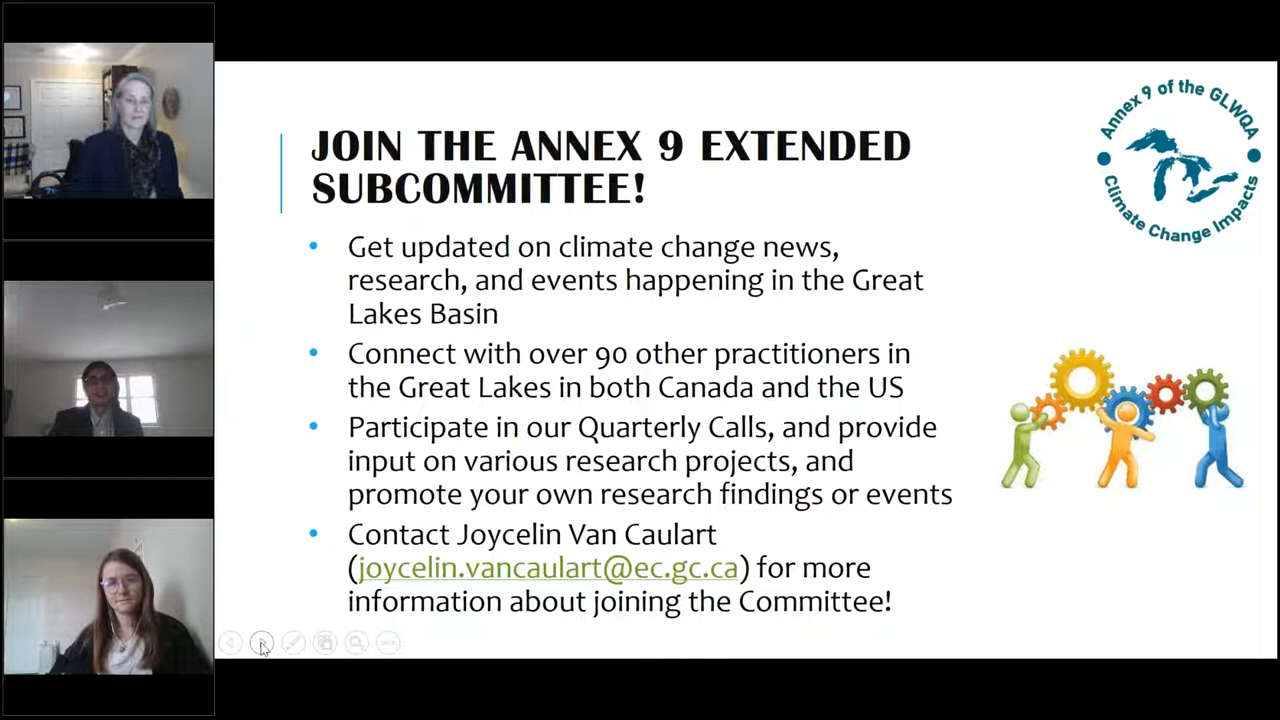 JOIN THE ANNEX 9 EXTENDED
SUBCOMMITTEE!
Annex 9 of the GLWQA
Climate Change Impacts
• Get updated on climate change news,
research, and events happening in the Great
Lakes Basin
• Connect with over 90 other practitioners in
the Great Lakes in both Canada and the US
• Participate in our Quarterly Calls, and provide
input on various research projects, and
promote your own research findings or events
• Contact Joycelin Van Caulart
(joycelin.vancaulart@ec.gc.ca) for more
information about joining the Committee!